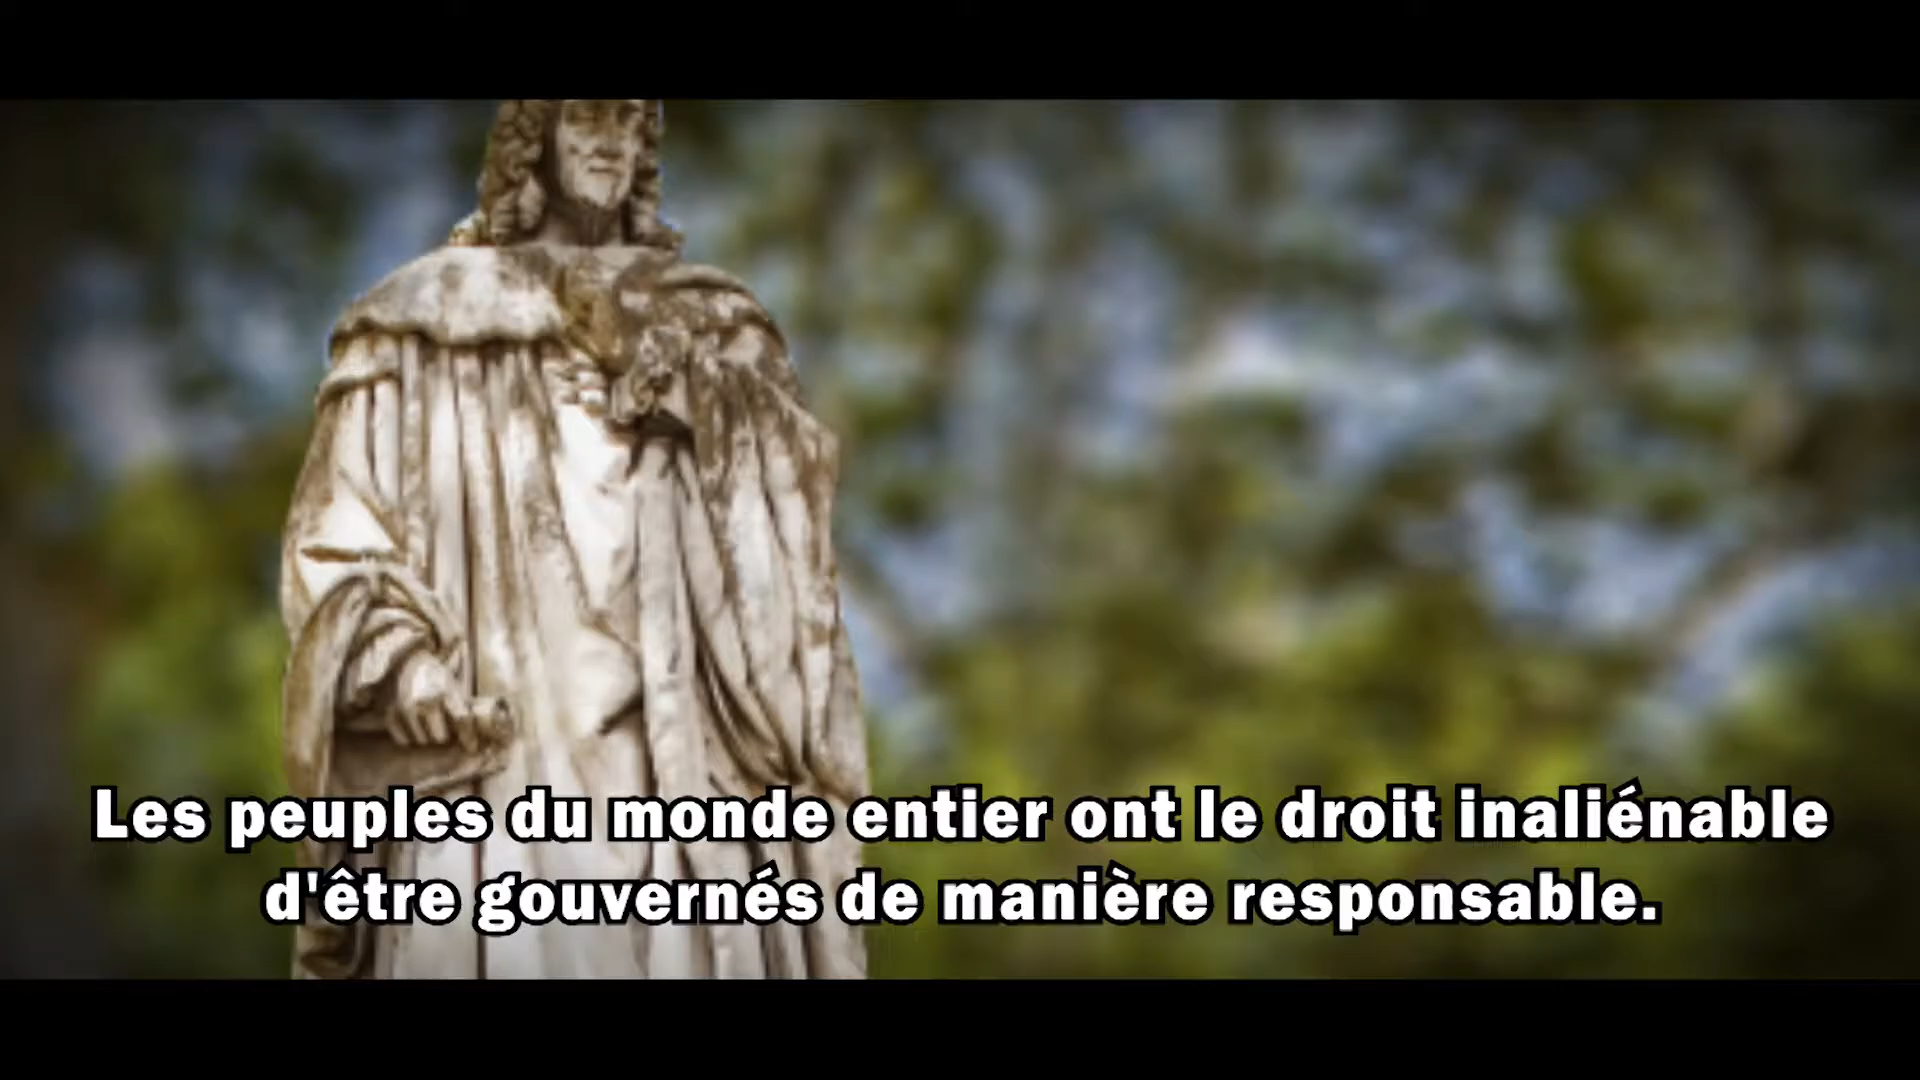 Les peuples du monde entier ont le droit inaliénable
d'être gouvernés de manière responsable.